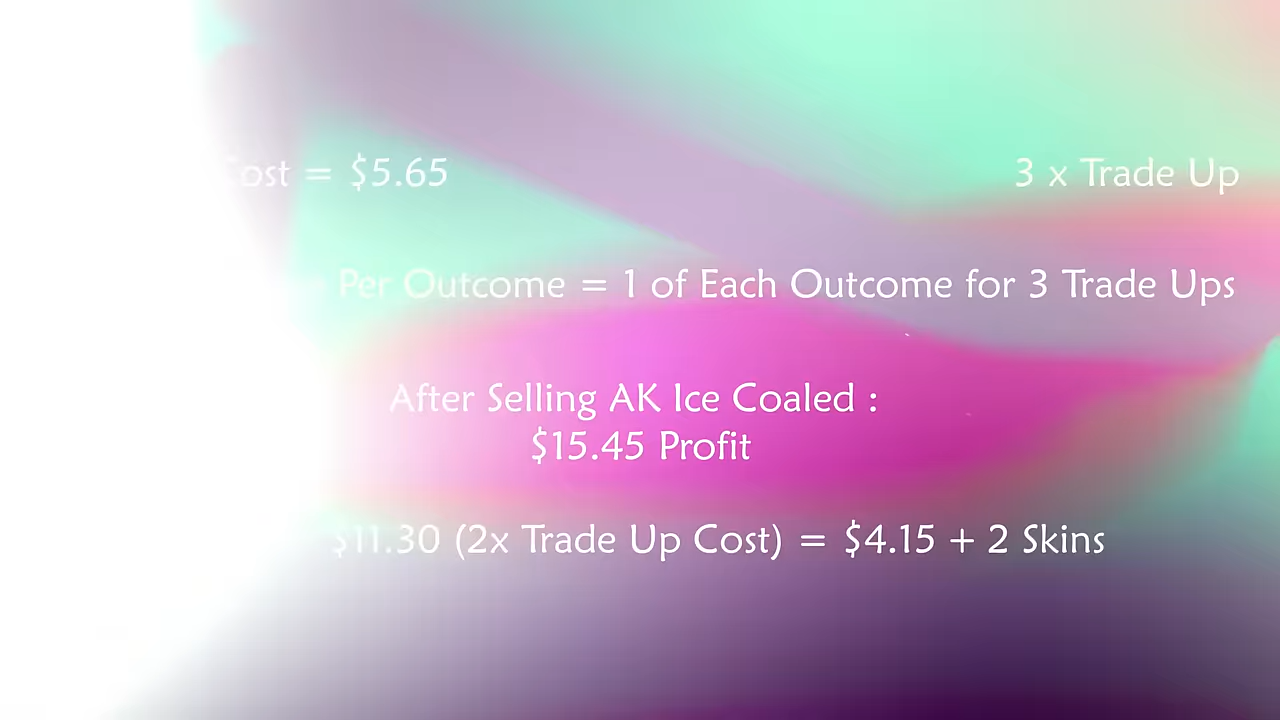 Cost = $5.65 3 x Trade Up
Per Outcome = 1 of Each Outcome for 3 Trade Ups
After Selling AK Ice Coaled :
$15.45 Profit
$11.30 (2x Trade Up Cost) = $4.15 + 2 Skins